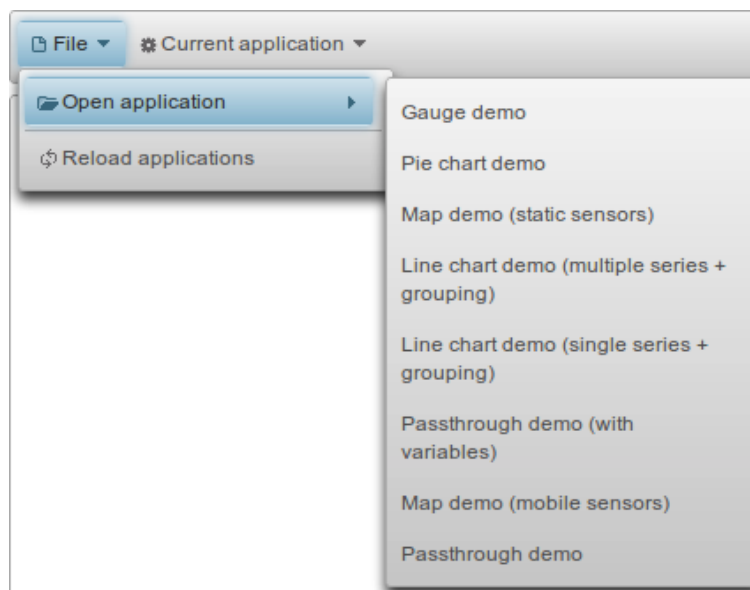 File Current application
Open application
Reload applications
Gauge demo
Pie chart demo
Map demo (static sensors)
Line chart demo (multiple series +
grouping)
Line chart demo (single series +
grouping)
Passthrough demo (with
variables)
Map demo (mobile sensors)
Passthrough demo